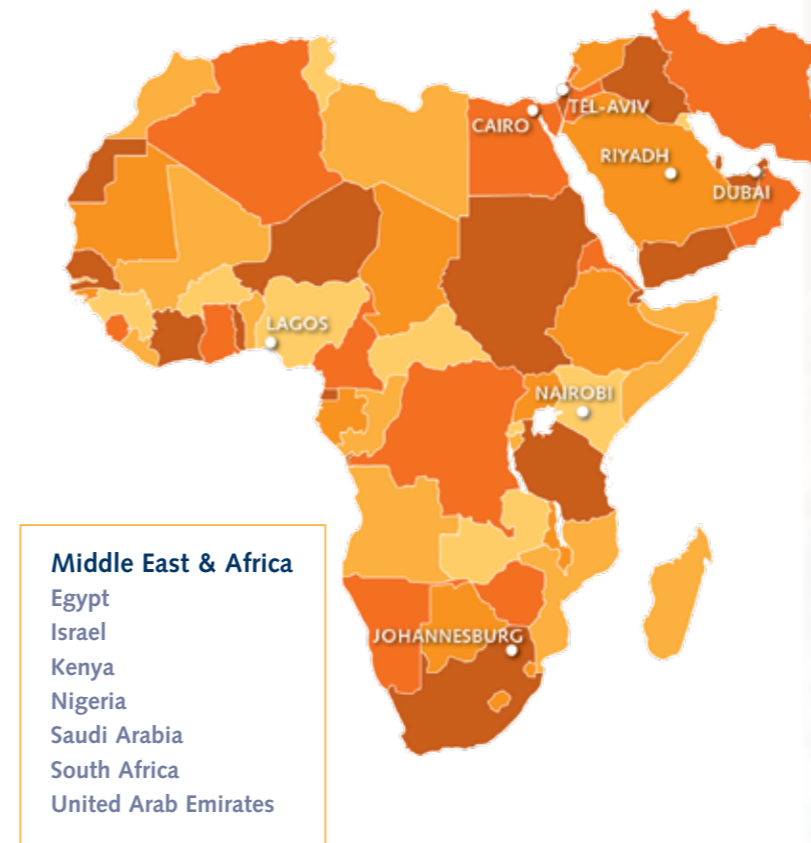 TEL-AVIV
CAIRO
RIYADH
DUBAI
LAGOS
NAIROBI
JOHANNESBURG
Middle East & Africa
Egypt
Israel
Kenya
Nigeria
Saudi Arabia
South Africa
United Arab Emirates